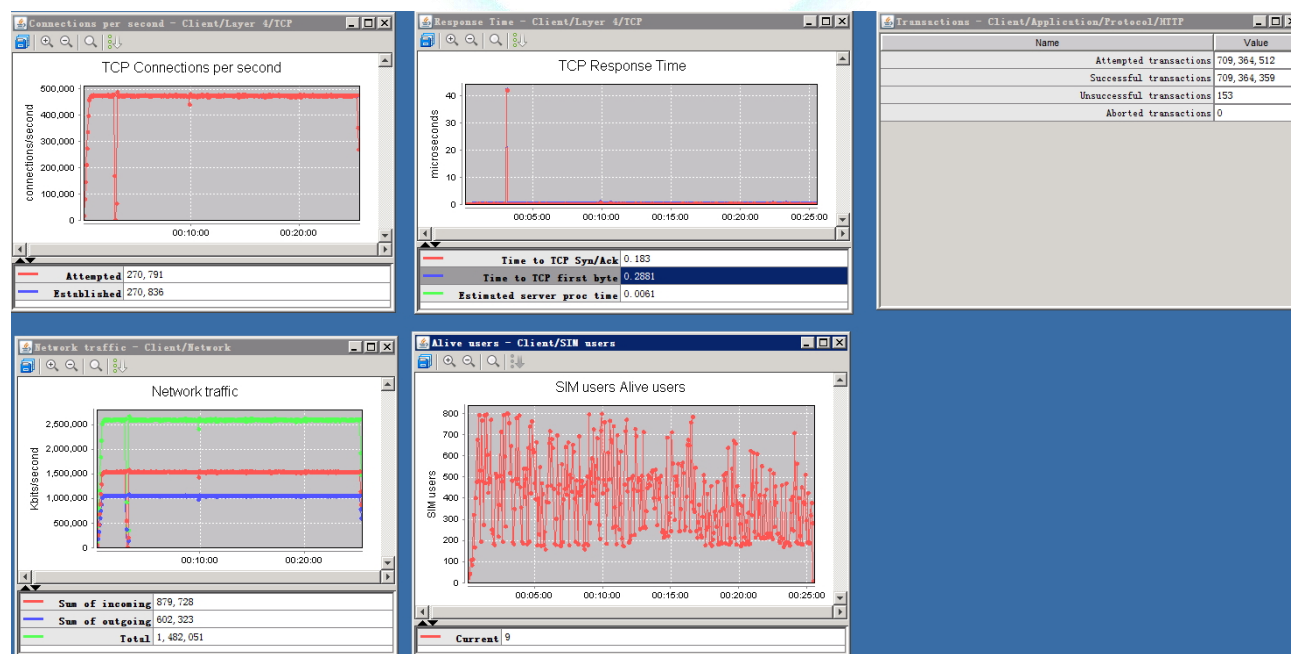 Connections per second - Client/Layer 4/TCP
TCP Connections per second
connections/second
500,000
400,000
300,000
200,000
100,000
0
00:10:00 00:20:00
Attempted 270,791
Established 270,836
Response Time - Client/Layer 4/TCP
TCP Response Time
microseconds
40
30
20
10
0
00:05:00 00:10:00 00:15:00 00:20:00 00:25:00
Time to TCP Syn/Ack 0.183
Time to TCP first byte 0.2881
Estimated server proc time 0.0061
Transactions - Client/Application/Protocol/HTTP
Name Value
Attempted transactions 709,364,512
Successful transactions 709,364,359
Unsuccessful transactions 153
Aborted transactions 0
Network traffic - Client/Network
Network traffic
Kbits/second
2,500,000
2,000,000
1,500,000
1,000,000
500,000
0
00:10:00 00:20:00
Sum of incoming 879,728
Sum of outgoing 602,323
Total 1,482,051
Alive users - Client/SIM users
SIM users Alive users
SIM users
800
700
600
500
400
300
200
100
0
00:05:00 00:10:00 00:15:00 00:20:00 00:25:00
Current 9